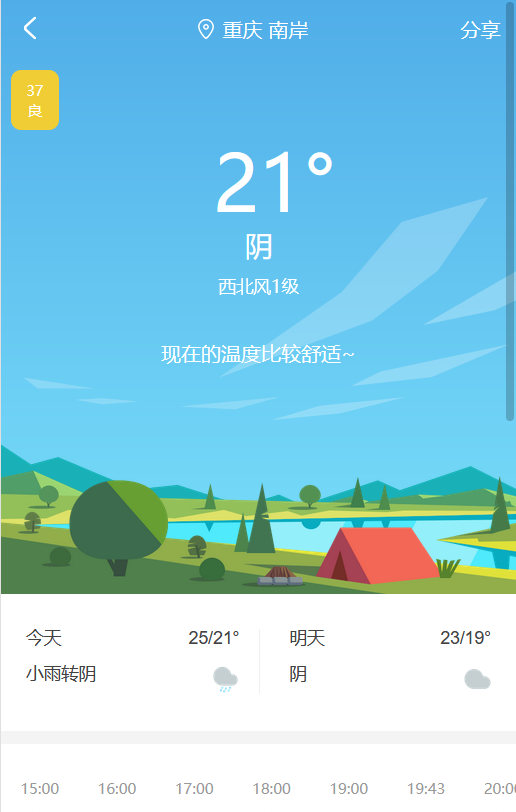 重庆 南岸
分享
37
良
21°
阴
西北风1级
现在的温度比较舒适~
今天 25/21° 明天 23/19°
小雨转阴 阴
15:00 16:00 17:00 18:00 19:00 19:43